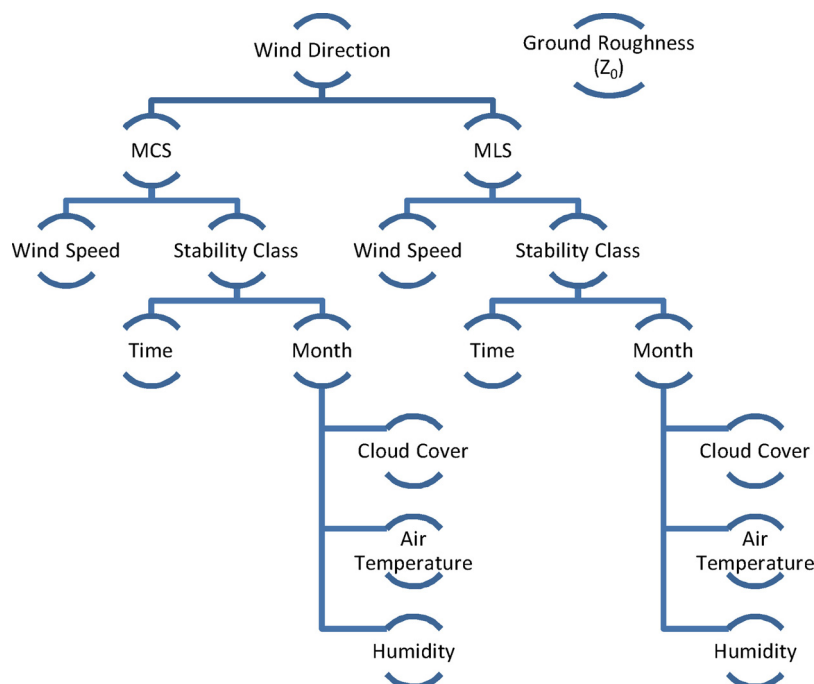 Wind Direction
Ground Roughness
(Z₀)
MCS
MLS
Wind Speed
Stability Class
Wind Speed
Stability Class
Time
Month
Time
Month
Cloud Cover
Cloud Cover
Air
Temperature
Air
Temperature
Humidity
Humidity